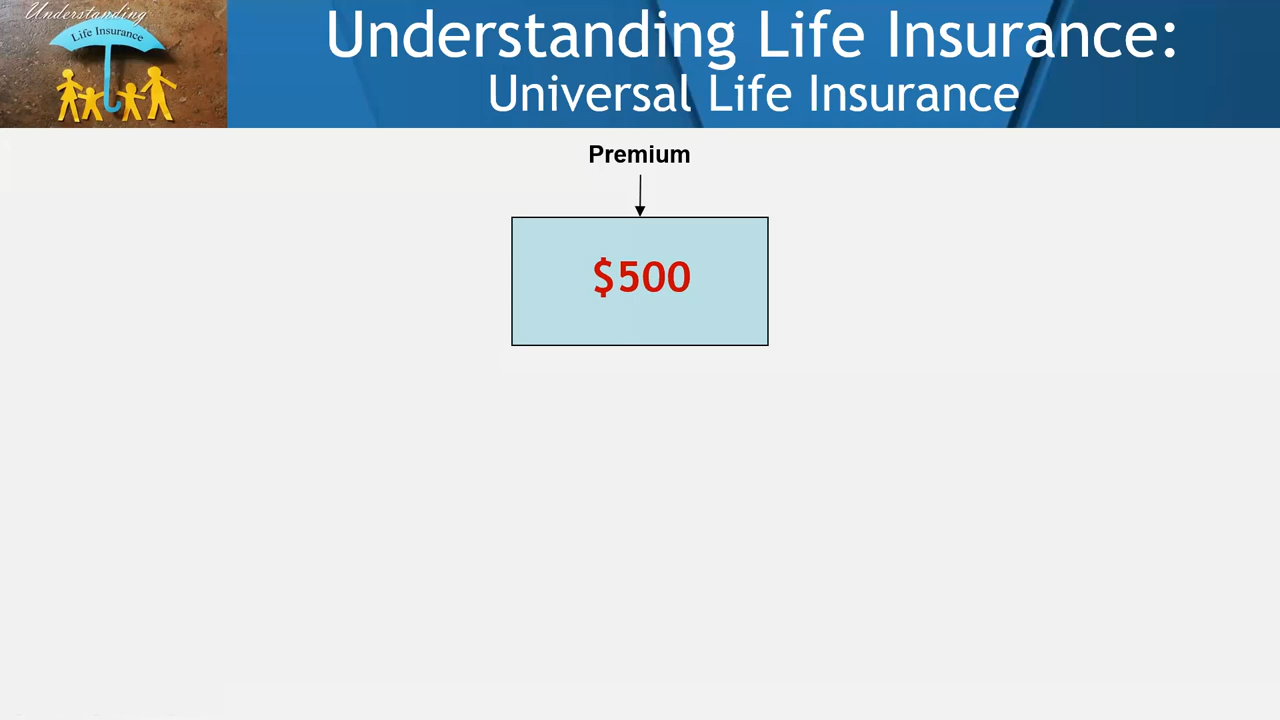 Understanding
Life Insurance
Understanding Life Insurance:
Universal Life Insurance
Premium
$500